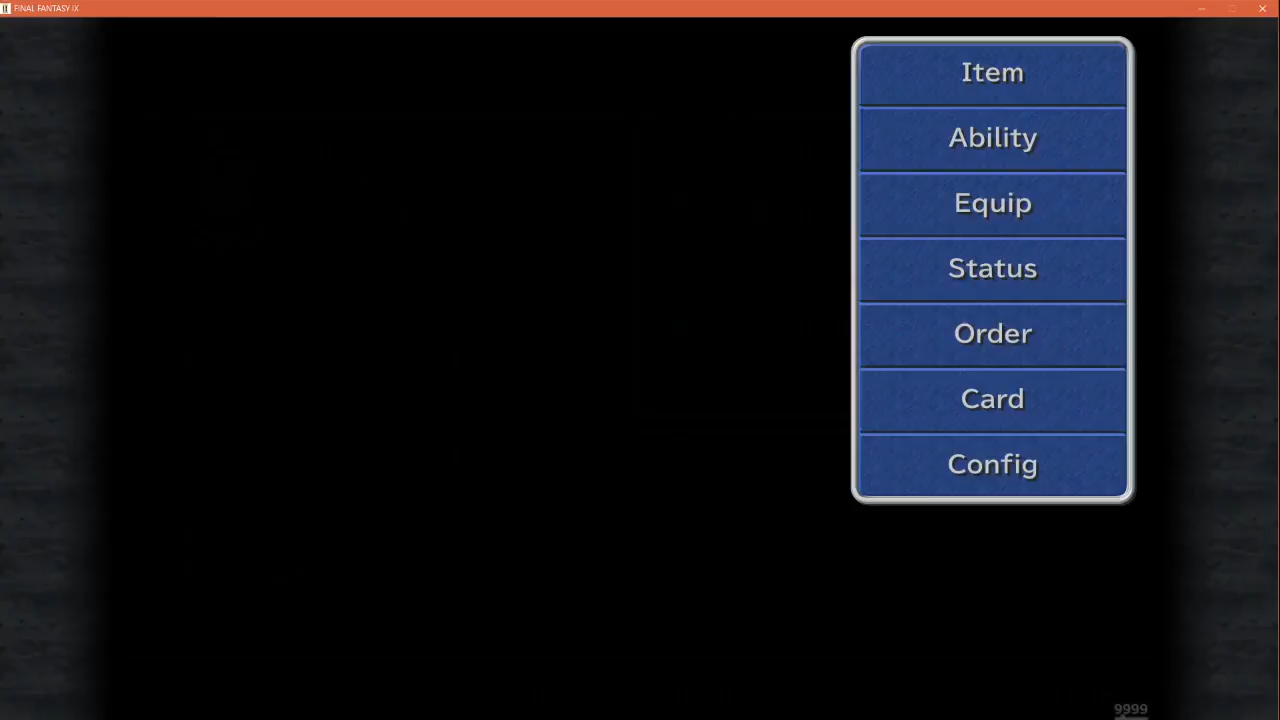 FINAL FANTASY IX
Item
Ability
Equip
Status
Order
Card
Config
9999